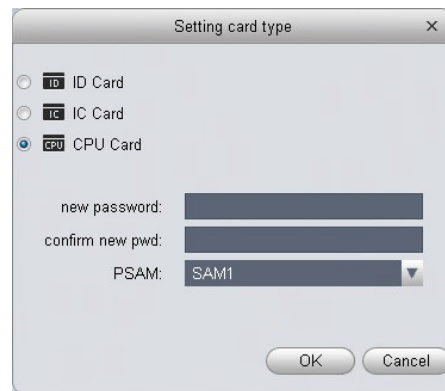 Setting card type
ID ID Card
IC IC Card
CPU CPU Card
new password:
confirm new pwd:
PSAM: SAM1
OK Cancel